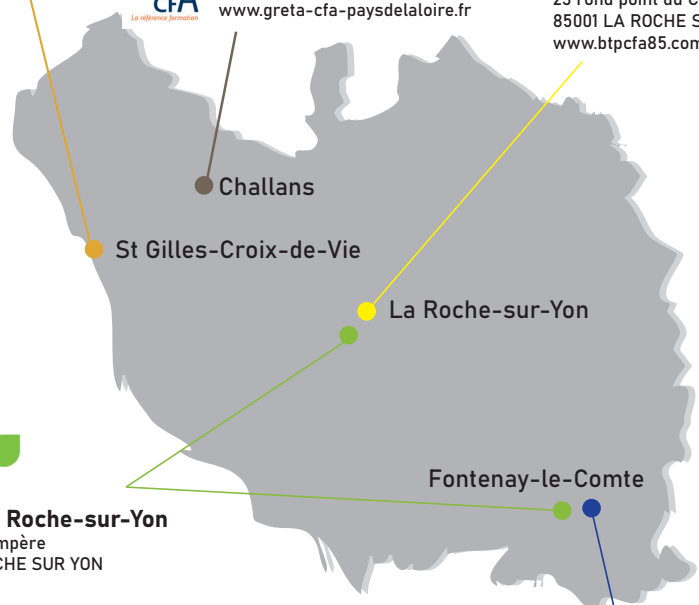 CFA
La référence formation
www.greta-cfa-paysdelaloire.fr
85001 LA ROCHE S
www.btpcfa85.com
Challans
St Gilles-Croix-de-Vie
La Roche-sur-Yon
Fontenay-le-Comte
Roche-sur-Yon
mpère
CHE SUR YON